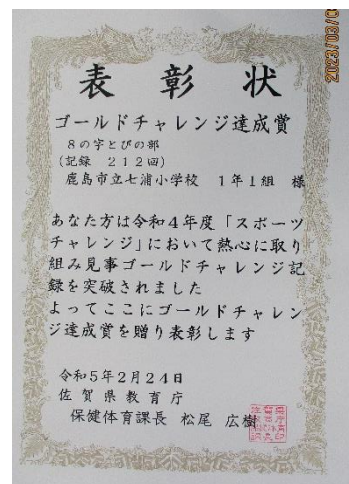 2023/03/0
表彰状
ゴールドチャレンジ達成賞
８の字とびの部
(記録 ２１２回)
鹿島市立七浦小学校 １年１組 様
あなた方は令和４年度「スポーツ
チャレンジ」において熱心に取り
組み見事ゴールドチャレンジ記
録を突破されました
よってここにゴールドチャレン
ジ達成賞を贈り表彰します
令和５年２月２４日
佐賀県教育庁
保健体育課長 松尾 広樹